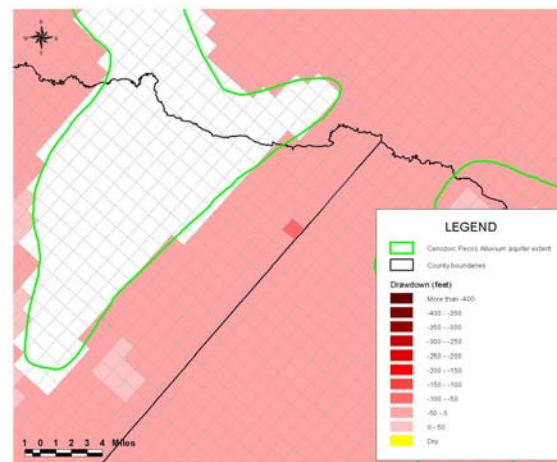 N
W
E
S
LEGEND
Cenozoic Pecos Alluvium aquifer extent
County boundaries
Drawdown (feet)
More than -400
-400 - -350
-350 - -300
-300 - -250
-250 - -200
-200 - -150
-150 - -100
-100 - -50
-50 - 0
0 - 50
Dry
1 0 1 2 3 4 Miles